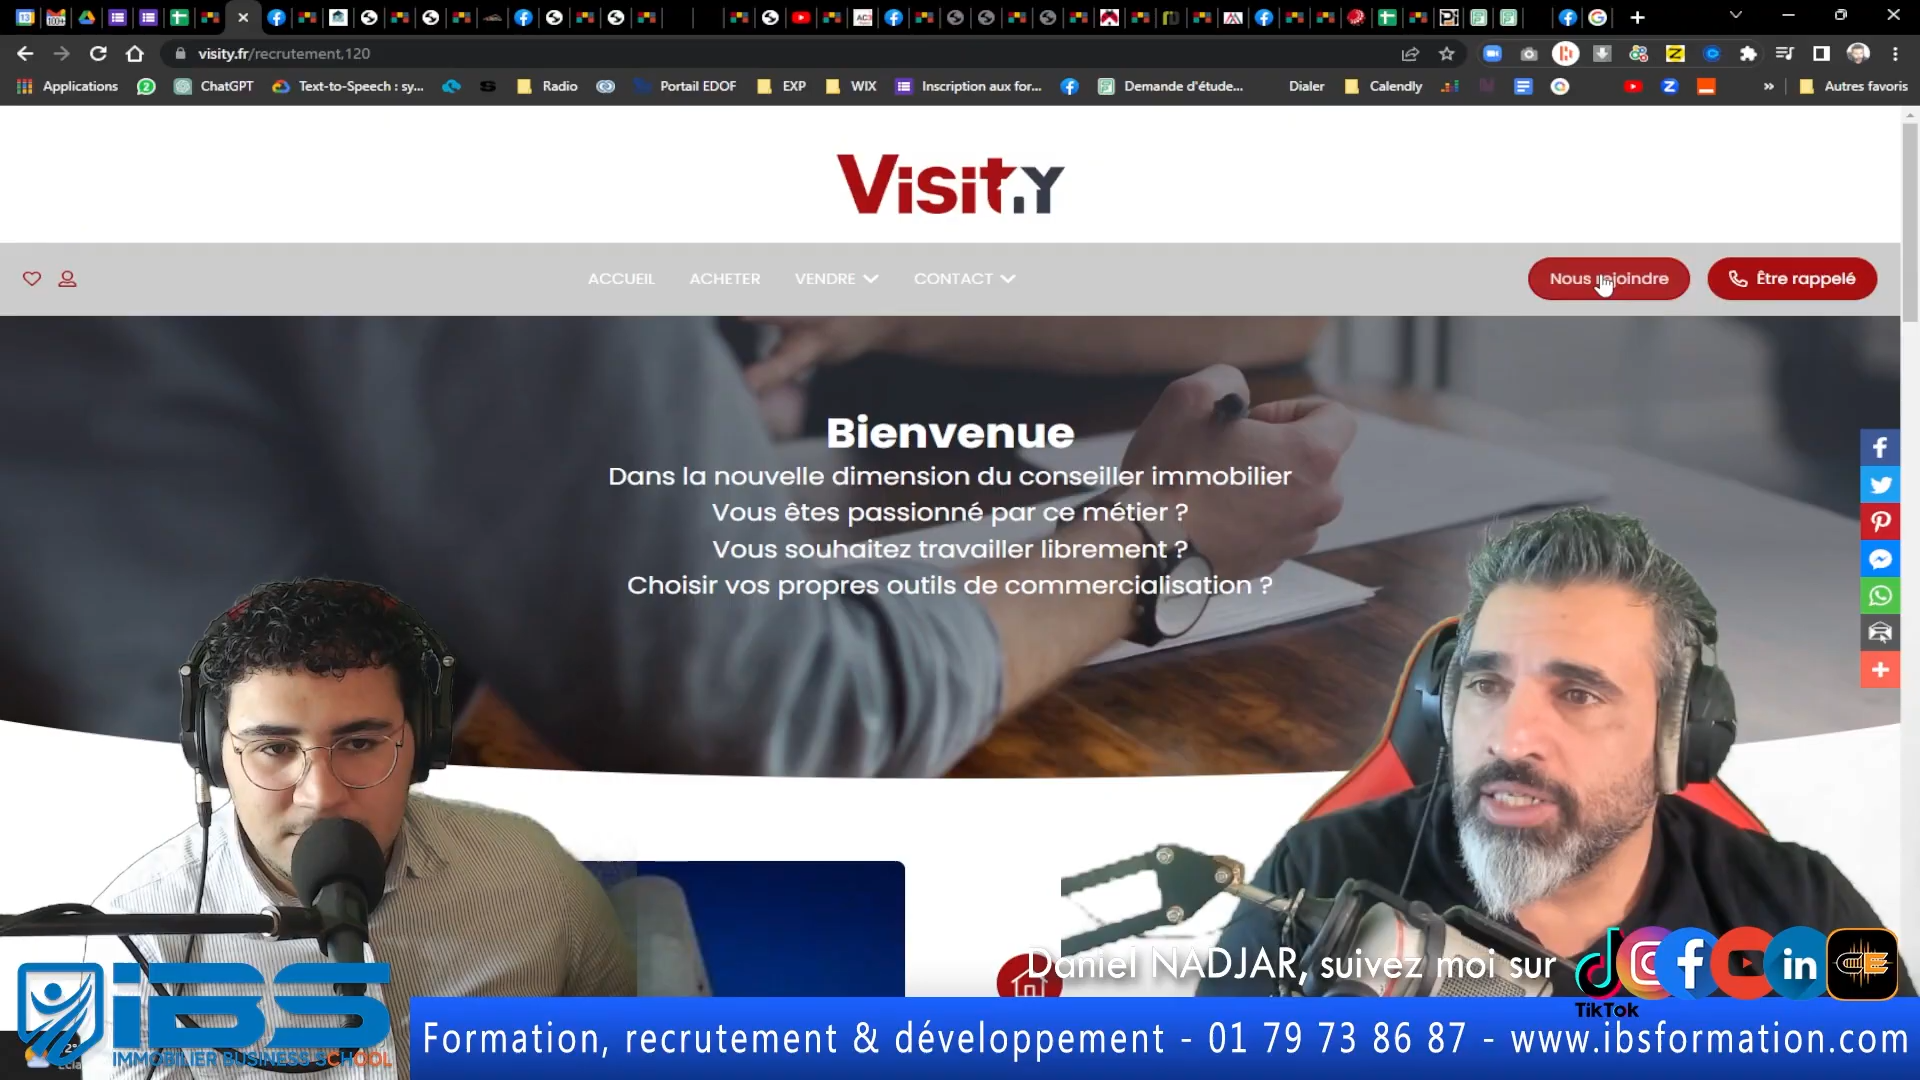 visity.fr/recrutement,120
Applications
ChatGPT
Text-to-Speech : sy...
Radio
Portail EDOF
EXP
WIX
Inscription aux for...
Demande d'étude...
Dialer
Calendly
Autres favoris
Visity
ACCUEIL ACHETER VENDRE CONTACT
Nous rejoindre
Être rappelé
Bienvenue
Dans la nouvelle dimension du conseiller immobilier
Vous êtes passionné par ce métier ?
Vous souhaitez travailler librement ?
Choisir vos propres outils de commercialisation ?
Daniel NADJAR, suivez moi sur
TikTok
iBS
IMMOBILIER BUSINESS SCHOOL
Formation, recrutement & développement - 01 79 73 86 87 - www.ibsformation.com